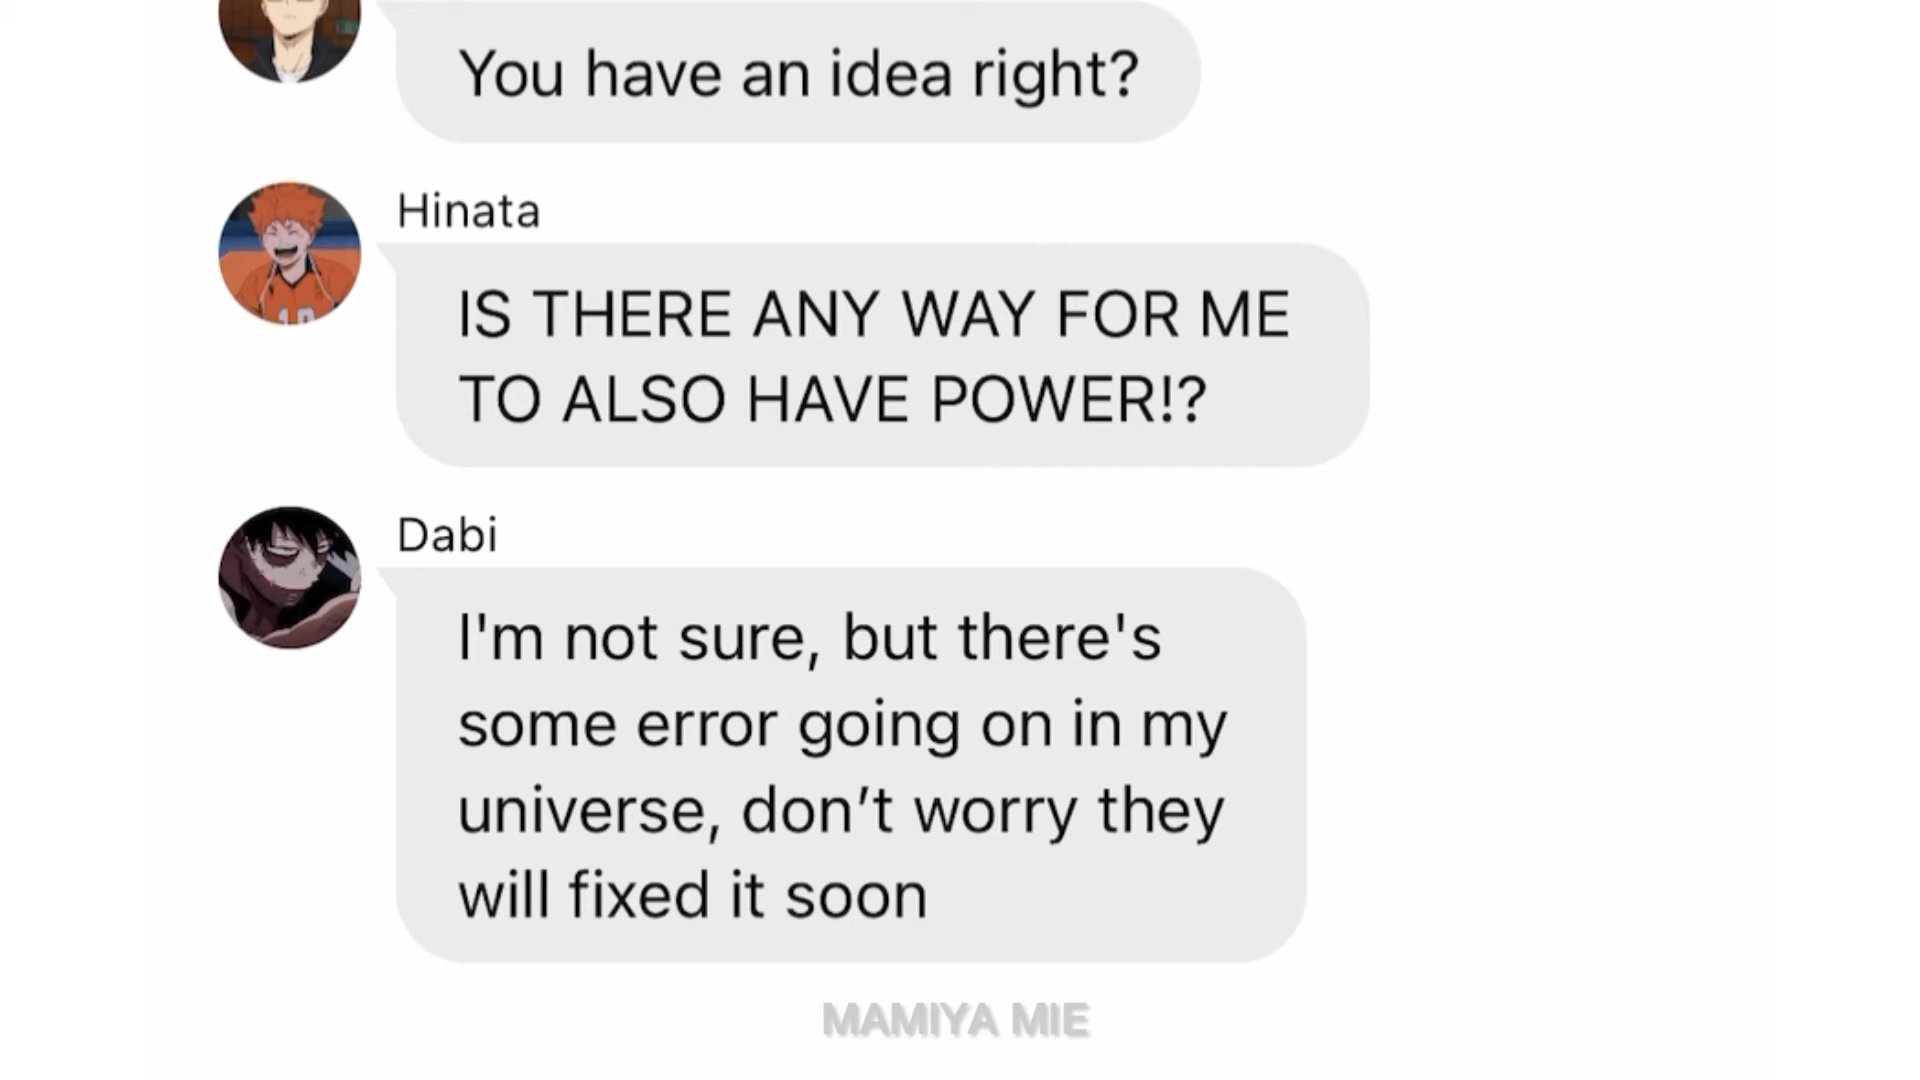 You have an idea right?
Hinata
IS THERE ANY WAY FOR ME
TO ALSO HAVE POWER!?
Dabi
I'm not sure, but there's
some error going on in my
universe, don’t worry they
will fixed it soon
MAMIYA MIE